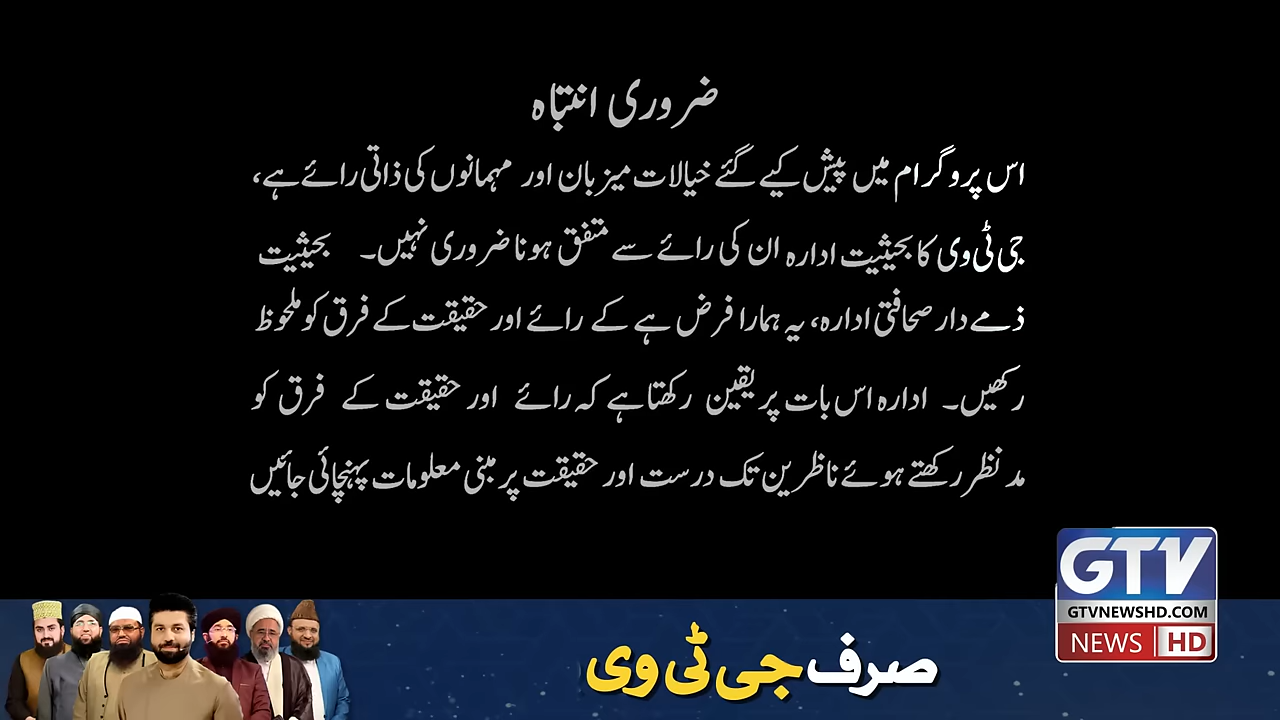 ضروری انتباہ
اس پروگرام میں پیش کیے گئے خیالات میزبان اور مہمانوں کی ذاتی رائے ہے،
جی ٹی وی کا بحیثیت ادارہ ان کی رائے سے متفق ہونا ضروری نہیں۔ بحیثیت
ذمے دار صحافتی ادارہ، یہ ہمارا فرض ہے کے رائے اور حقیقت کے فرق کو ملحوظ
رکھیں۔ ادارہ اس بات پر یقین رکھتا ہے کہ رائے اور حقیقت کے فرق کو
مد نظر رکھتے ہوئے ناظرین تک درست اور حقیقت پر مبنی معلومات پہنچائی جائیں
GTV
GTVNEWSHD.COM
NEWS HD
صرف جی ٹی وی